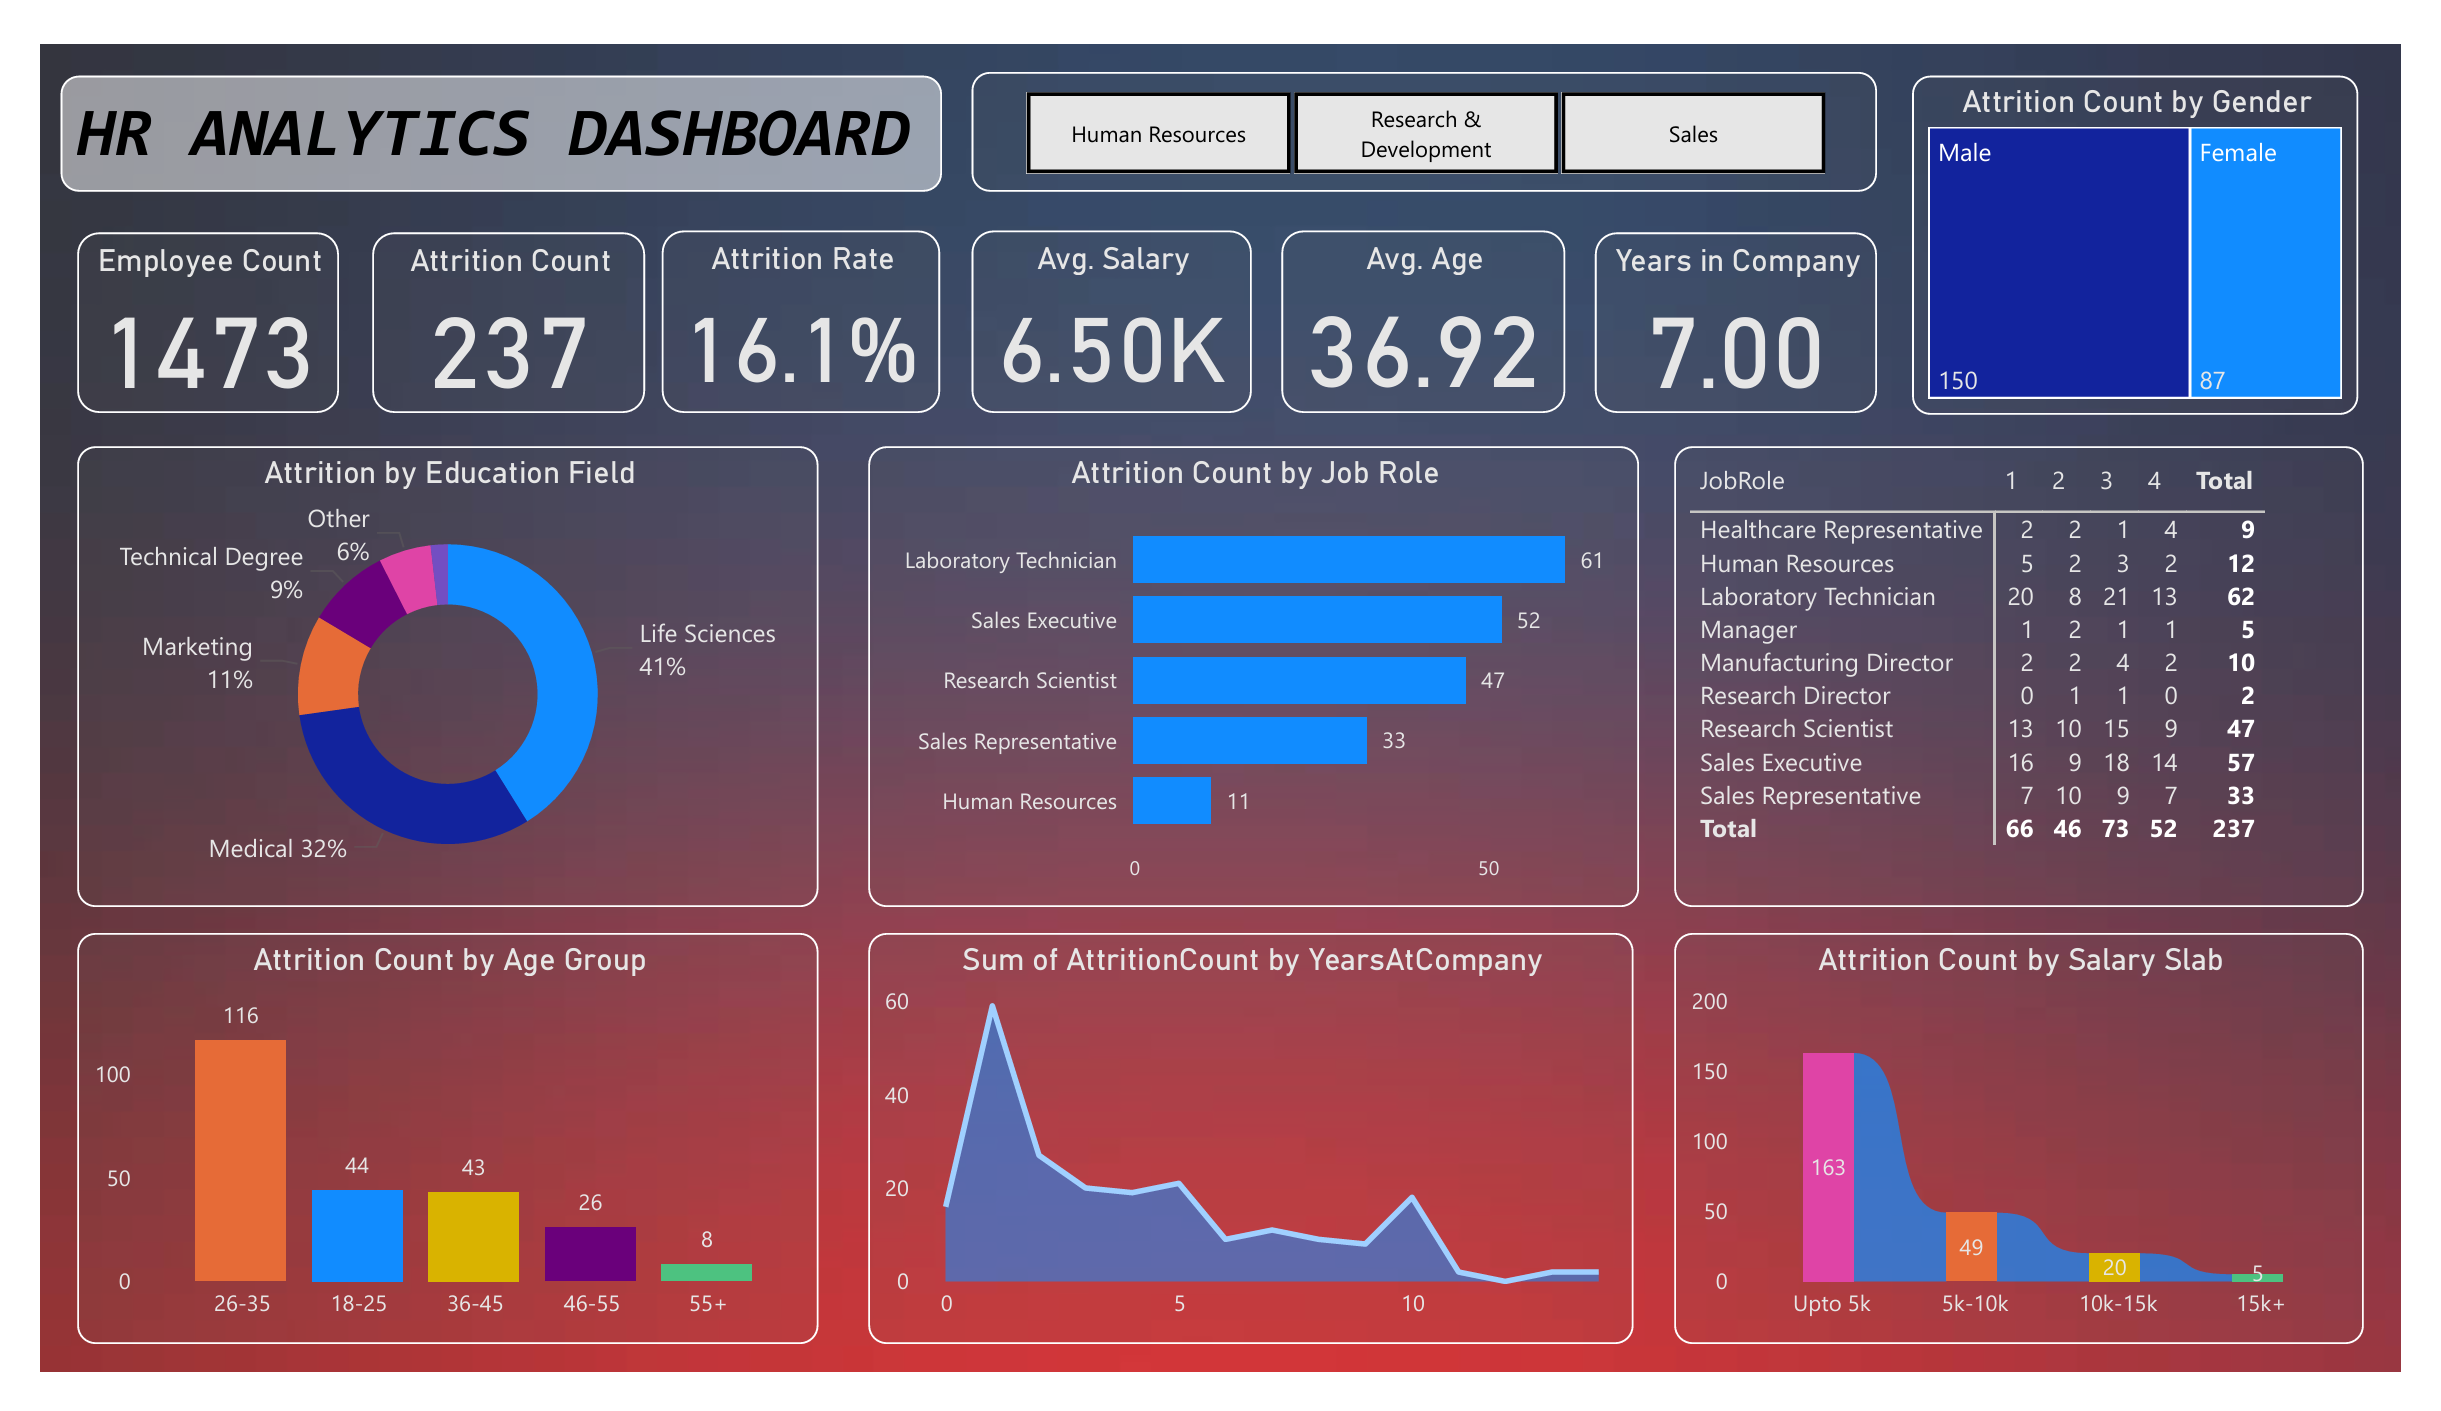 HR ANALYTICS DASHBOARD
Human Resources
Research &
Development
Sales
Attrition Count by Gender
Male
Female
150
87
Employee Count
1473
Attrition Count
237
Attrition Rate
16.1%
Avg. Salary
6.50K
Avg. Age
36.92
Years in Company
7.00
Attrition by Education Field
Other
6%
Technical Degree
9%
Marketing
11%
Life Sciences
41%
Medical 32%
Attrition Count by Job Role
Laboratory Technician 61
Sales Executive 52
Research Scientist 47
Sales Representative 33
Human Resources 11
0 50
JobRole 1 2 3 4 Total
Healthcare Representative 2 2 1 4 9
Human Resources 5 2 3 2 12
Laboratory Technician 20 8 21 13 62
Manager 1 2 1 1 5
Manufacturing Director 2 2 4 2 10
Research Director 0 1 1 0 2
Research Scientist 13 10 15 9 47
Sales Executive 16 9 18 14 57
Sales Representative 7 10 9 7 33
Total 66 46 73 52 237
Attrition Count by Age Group
116
100
44
43
50
26
8
0
26-35 18-25 36-45 46-55 55+
Sum of AttritionCount by YearsAtCompany
60
40
20
0
0 5 10
Attrition Count by Salary Slab
200
150
100
50
0
163
49
20
5
Upto 5k 5k-10k 10k-15k 15k+